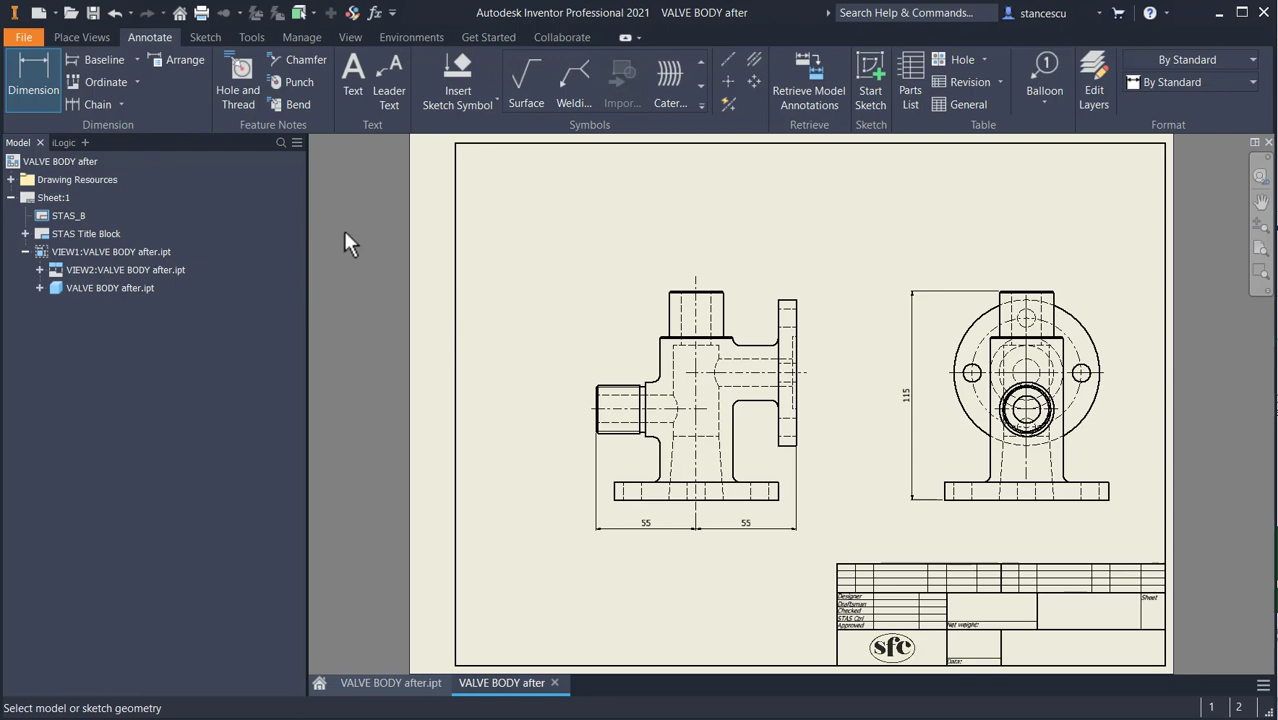 Autodesk Inventor Professional 2021 VALVE BODY after
Search Help & Commands...
stancescu
File Place Views Annotate Sketch Tools Manage View Environments Get Started Collaborate
Dimension
Baseline
Ordinate
Chain
Arrange
Dimension
Hole and Thread
Chamfer
Punch
Bend
Feature Notes
Text
Leader Text
Text
Insert Sketch Symbol
Surface
Weldi...
Impor...
Cater...
Symbols
Retrieve Model Annotations
Retrieve
Start Sketch
Sketch
Parts List
Hole
Revision
General
Table
Balloon
Edit Layers
By Standard
By Standard
Format
Model
iLogic
VALVE BODY after
Drawing Resources
Sheet:1
STAS_B
STAS Title Block
VIEW1:VALVE BODY after.ipt
VIEW2:VALVE BODY after.ipt
VALVE BODY after.ipt
55
55
115
Designer
Draftsman
Checked
STAS Ctrl
Approved
Net weight:
Sheet
sfc
Data:
VALVE BODY after.ipt
VALVE BODY after
Select model or sketch geometry
1 2